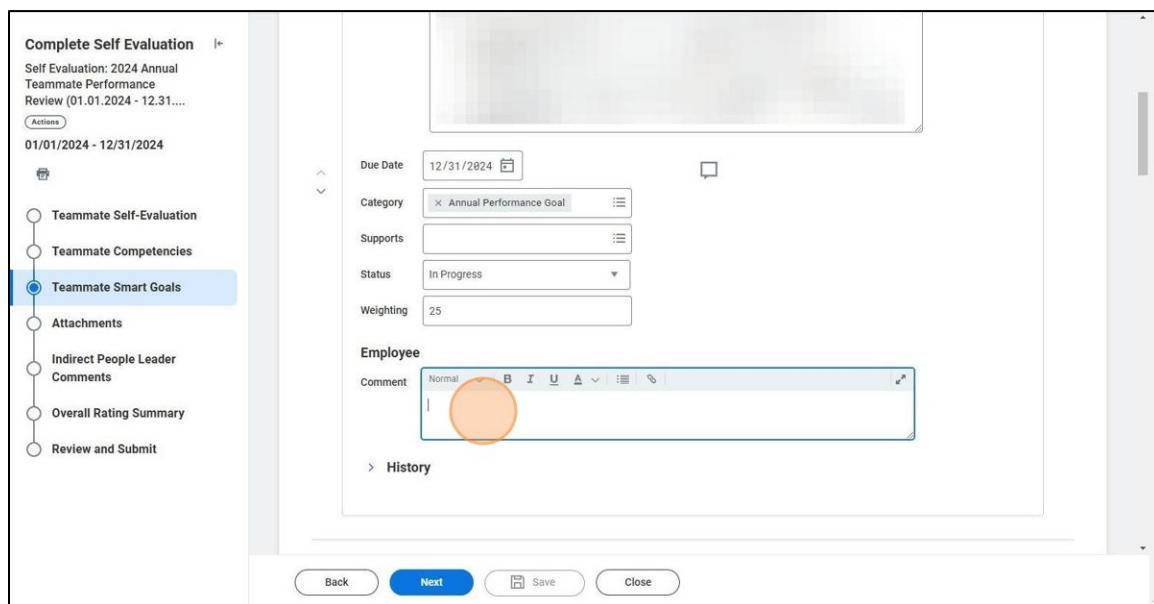 Complete Self Evaluation
Self Evaluation: 2024 Annual
Teammate Performance
Review (01.01.2024 - 12.31....
Actions
01/01/2024 - 12/31/2024
Teammate Self-Evaluation
Teammate Competencies
Teammate Smart Goals
Attachments
Indirect People Leader
Comments
Overall Rating Summary
Review and Submit
Due Date 12/31/2024
Category × Annual Performance Goal
Supports
Status In Progress
Weighting 25
Employee
Comment Normal B I U A
History
Back Next Save Close